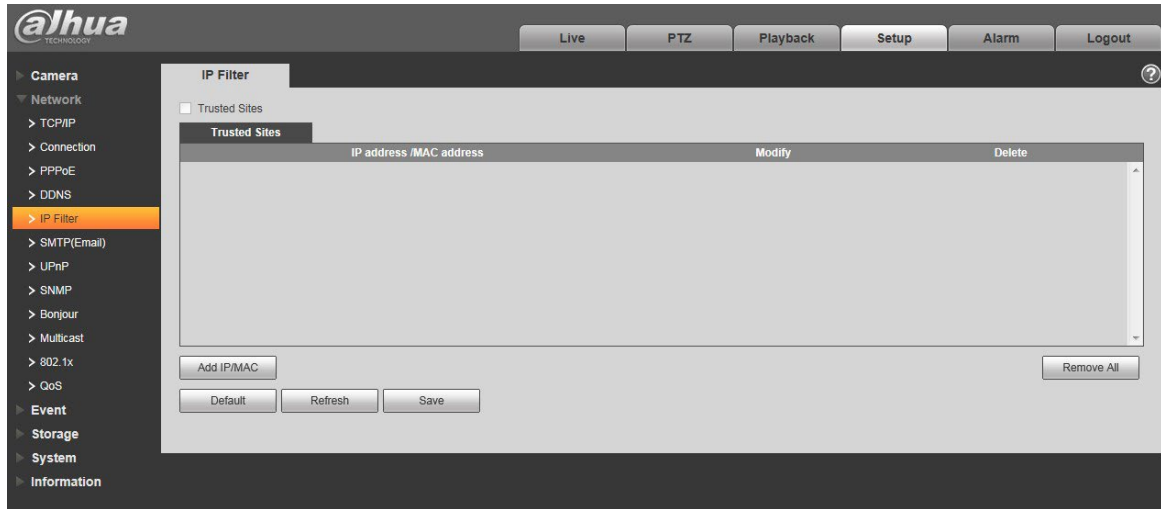 alhua
TECHNOLOGY
Live PTZ Playback Setup Alarm Logout
Camera
Network
> TCP/IP
> Connection
> PPPoE
> DDNS
> IP Filter
> SMTP(Email)
> UPnP
> SNMP
> Bonjour
> Multicast
> 802.1x
> QoS
Event
Storage
System
Information
IP Filter ?
Trusted Sites
Trusted Sites
IP address /MAC address Modify Delete
Add IP/MAC Remove All
Default Refresh Save